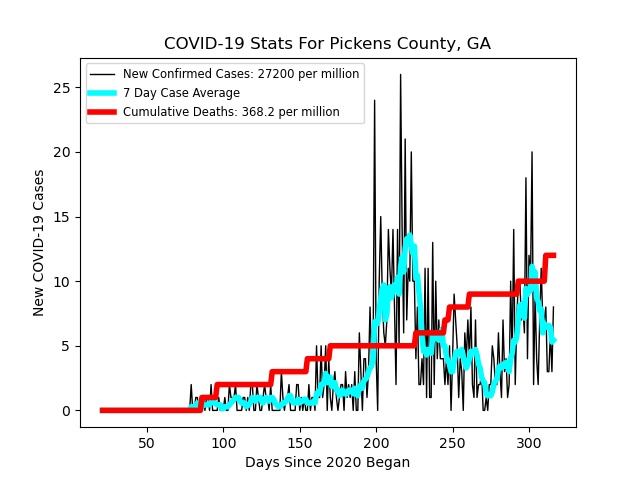 COVID-19 Stats For Pickens County, GA
New Confirmed Cases: 27200 per million
7 Day Case Average
Cumulative Deaths: 368.2 per million
New COVID-19 Cases
25
20
15
10
5
0
50
100
150
200
250
300
Days Since 2020 Began